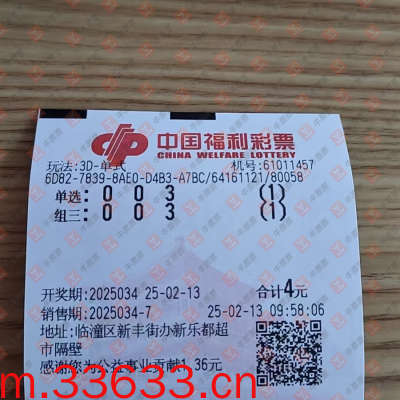 中国福利彩票
CHINA WELFARE LOTTERY
玩法:3D-单式 机号:61011457
6D82-7839-8AE0-D4B3-A7BC/64161121/80058
单选: 0 0 3 (1)
组三: 0 0 3 (1)
开奖期:2025034 25-02-13 合计4元
销售期:2025034-7 25-02-13 09:58:06
地址:临潼区新丰街办新乐都超
市隔壁
感谢您为公益事业贡献1.36元
m.33633.cn